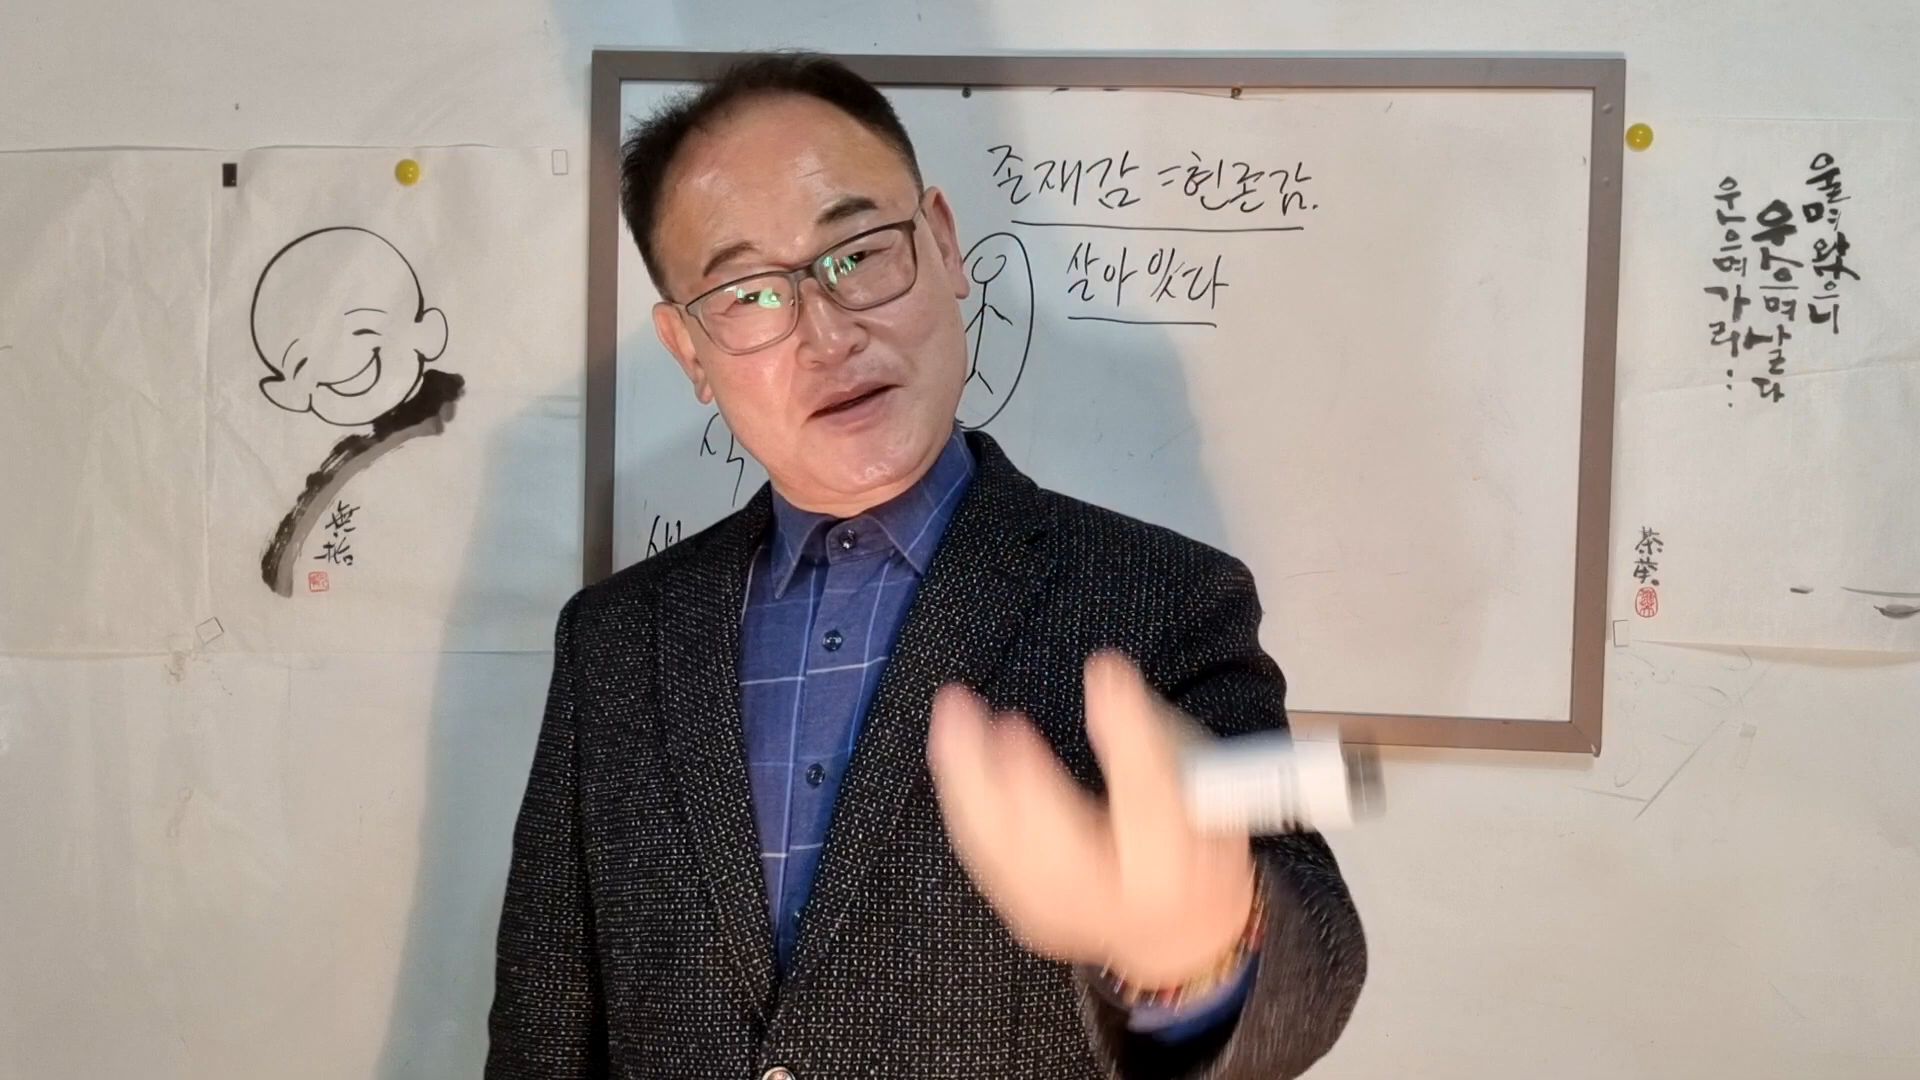 존재감 =현존감.
살아 있다
울며 왔으니
웃으며 살다
웃으며 가리...